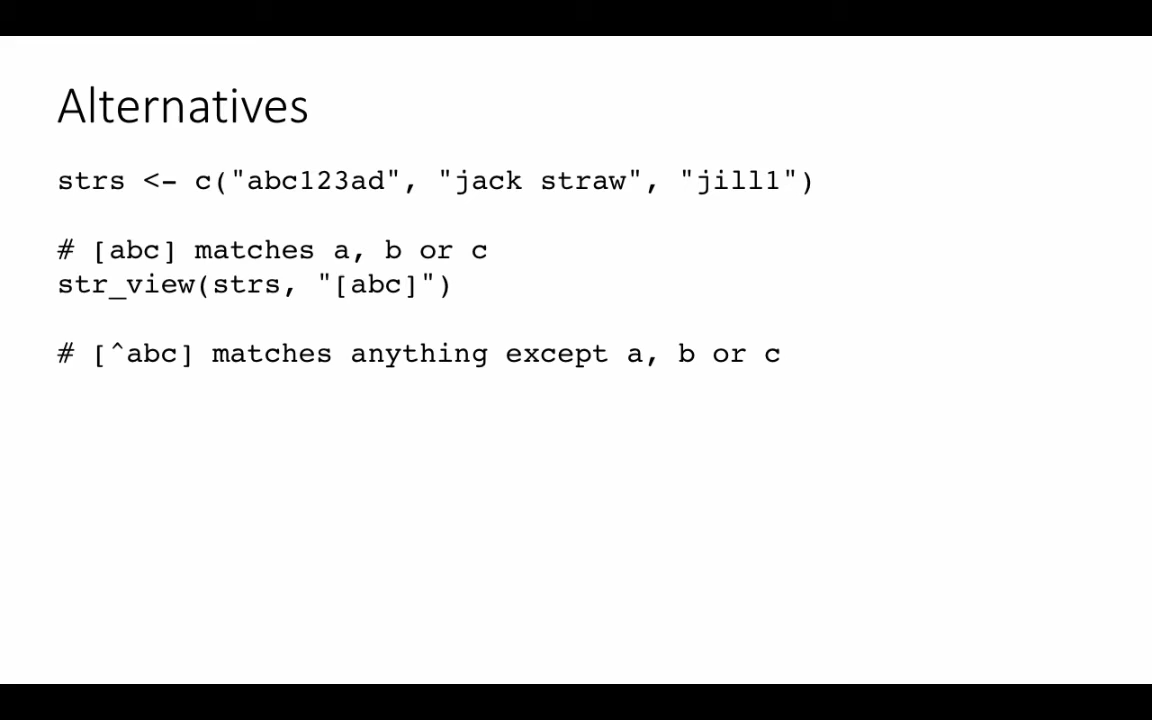 Alternatives
strs <- c("abc123ad", "jack straw", "jill1")
# [abc] matches a, b or c
str_view(strs, "[abc]")
# [^abc] matches anything except a, b or c